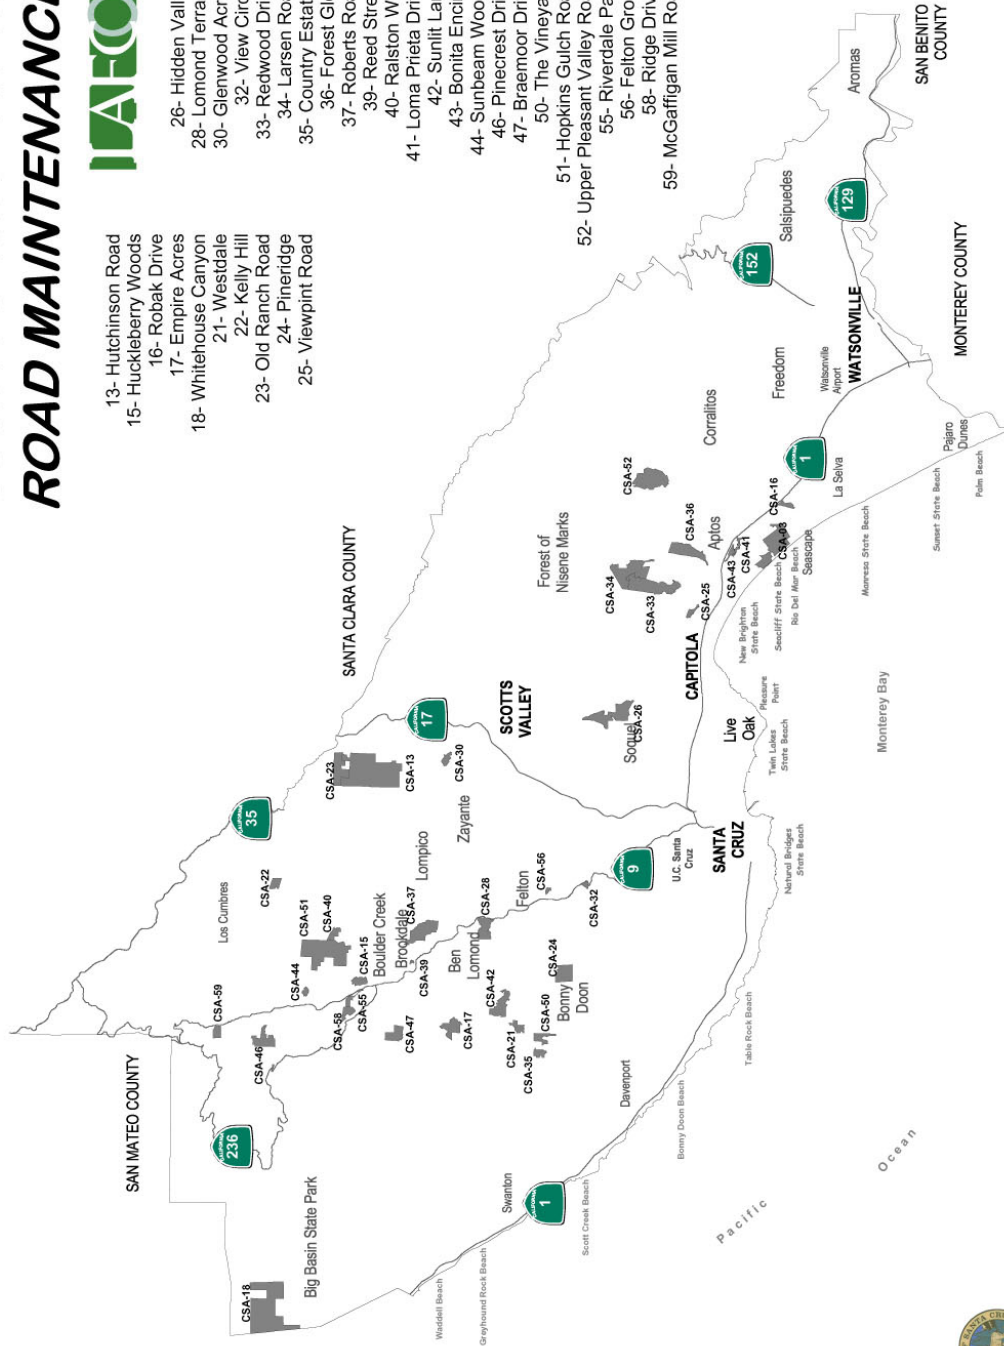 ROAD MAINTENANCE
LAFCO
13- Hutchinson Road
15- Huckleberry Woods
16- Robak Drive
17- Empire Acres
18- Whitehouse Canyon
21- Westdale
22- Kelly Hill
23- Old Ranch Road
24- Pineridge
25- Viewpint Road
26- Hidden Vall
28- Lomond Terra
30- Glenwood Acr
32- View Circ
33- Redwood Dri
34- Larsen Ro
35- Country Estat
36- Forest Gl
37- Roberts Ro
39- Reed Stre
40- Ralston W
41- Loma Prieta Dri
42- Sunlit La
43- Bonita Enci
44- Sunbeam Woo
46- Pinecrest Dri
47- Braemoor Dri
50- The Vineya
51- Hopkins Gulch Ro
52- Upper Pleasant Valley Ro
55- Riverdale Pa
56- Felton Gro
58- Ridge Driv
59- McGaffigan Mill Ro
SAN MATEO COUNTY
SANTA CLARA COUNTY
SAN BENITO
COUNTY
MONTEREY COUNTY
CSA-18
Big Basin State Park
CALIFORNIA
236
CSA-46
CSA-59
Los Cumbres
CALIFORNIA
35
CSA-22
CSA-51
CSA-40
CSA-44
CSA-15
CSA-58
CSA-55
Boulder Creek
Brookdale
CSA-37
CSA-39
CSA-47
Lompico
Zayante
CSA-23
CSA-13
CSA-30
CALIFORNIA
17
CSA-17
Ben
Lomond
CSA-28
CSA-42
CSA-21
CSA-35
CSA-50
CSA-24
Bonny
Doon
Felton
CSA-56
CSA-32
CALIFORNIA
9
SCOTTS
VALLEY
Soquel
CSA-26
Forest of
Nisene Marks
CSA-34
CSA-33
CSA-25
CSA-36
CSA-52
Aptos
CSA-43
CSA-41
CSA-03
CSA-16
Corralitos
Freedom
Salsipuedes
Aromas
CALIFORNIA
152
CALIFORNIA
129
WATSONVILLE
Watsonville
Airport
CALIFORNIA
1
La Selva
Seascape
CAPITOLA
Live
Oak
SANTA
CRUZ
U.C. Santa
Cruz
Swanton
CALIFORNIA
1
Davenport
Waddell Beach
Greyhound Rock Beach
Scott Creek Beach
Bonny Doon Beach
Table Rock Beach
Natural Bridges
State Beach
Twin Lakes
State Beach
Pleasure
Point
New Brighton
State Beach
Seacliff State Beach
Rio Del Mar Beach
Manresa State Beach
Sunset State Beach
Pajaro
Dunes
Palm Beach
Monterey Bay
Pacific
Ocean